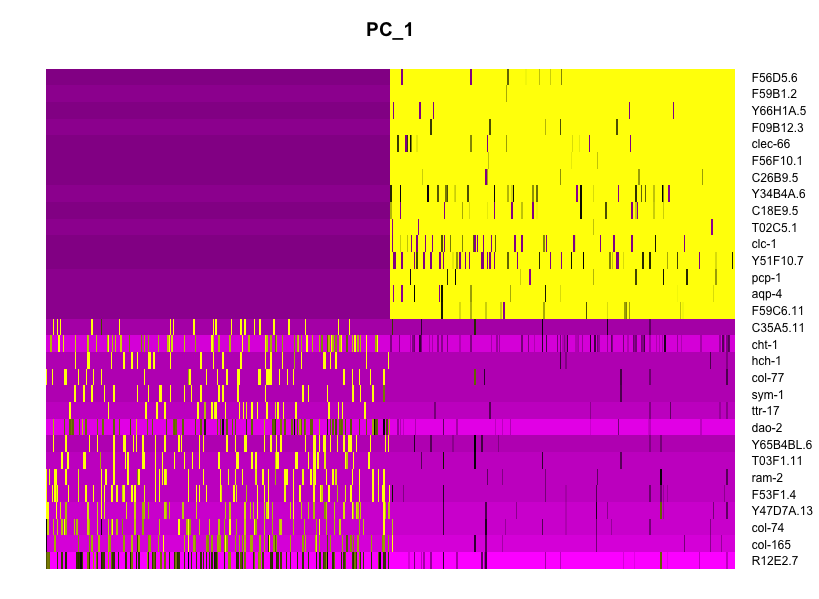 PC_1
F56D5.6
F59B1.2
Y66H1A.5
F09B12.3
clec-66
F56F10.1
C26B9.5
Y34B4A.6
C18E9.5
T02C5.1
clc-1
Y51F10.7
pcp-1
aqp-4
F59C6.11
C35A5.11
cht-1
hch-1
col-77
sym-1
ttr-17
dao-2
Y65B4BL.6
T03F1.11
ram-2
F53F1.4
Y47D7A.13
col-74
col-165
R12E2.7